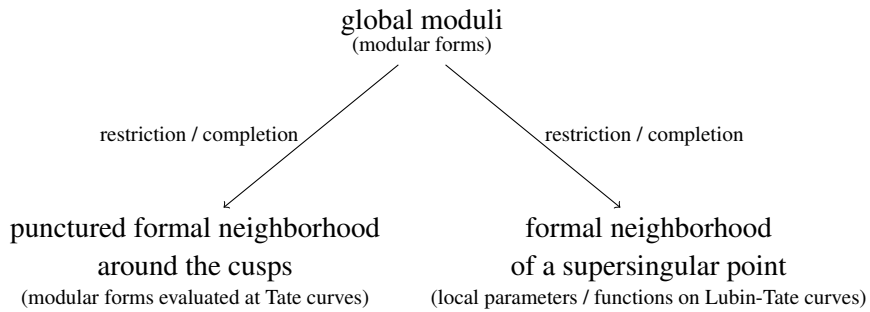 global moduli
(modular forms)
restriction / completion
restriction / completion
punctured formal neighborhood
around the cusps
(modular forms evaluated at Tate curves)
formal neighborhood
of a supersingular point
(local parameters / functions on Lubin-Tate curves)